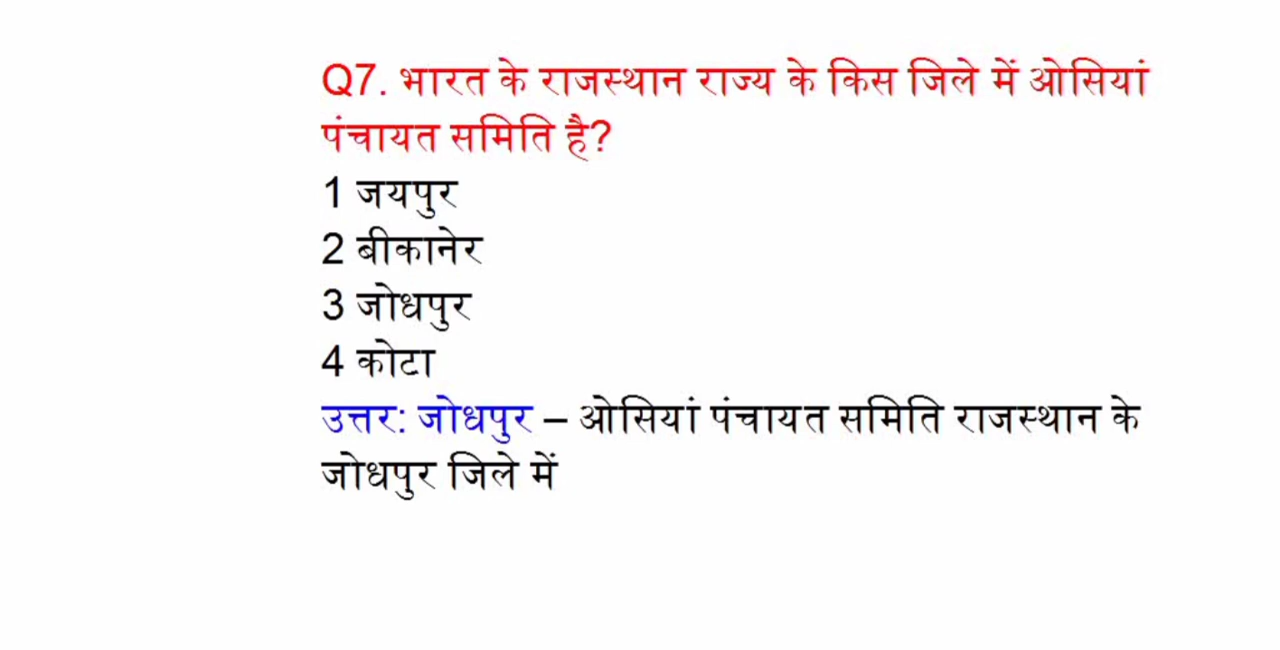 Q7. भारत के राजस्थान राज्य के किस जिले में ओसियां
पंचायत समिति है?
1 जयपुर
2 बीकानेर
3 जोधपुर
4 कोटा
उत्तर: जोधपुर – ओसियां पंचायत समिति राजस्थान के
जोधपुर जिले में